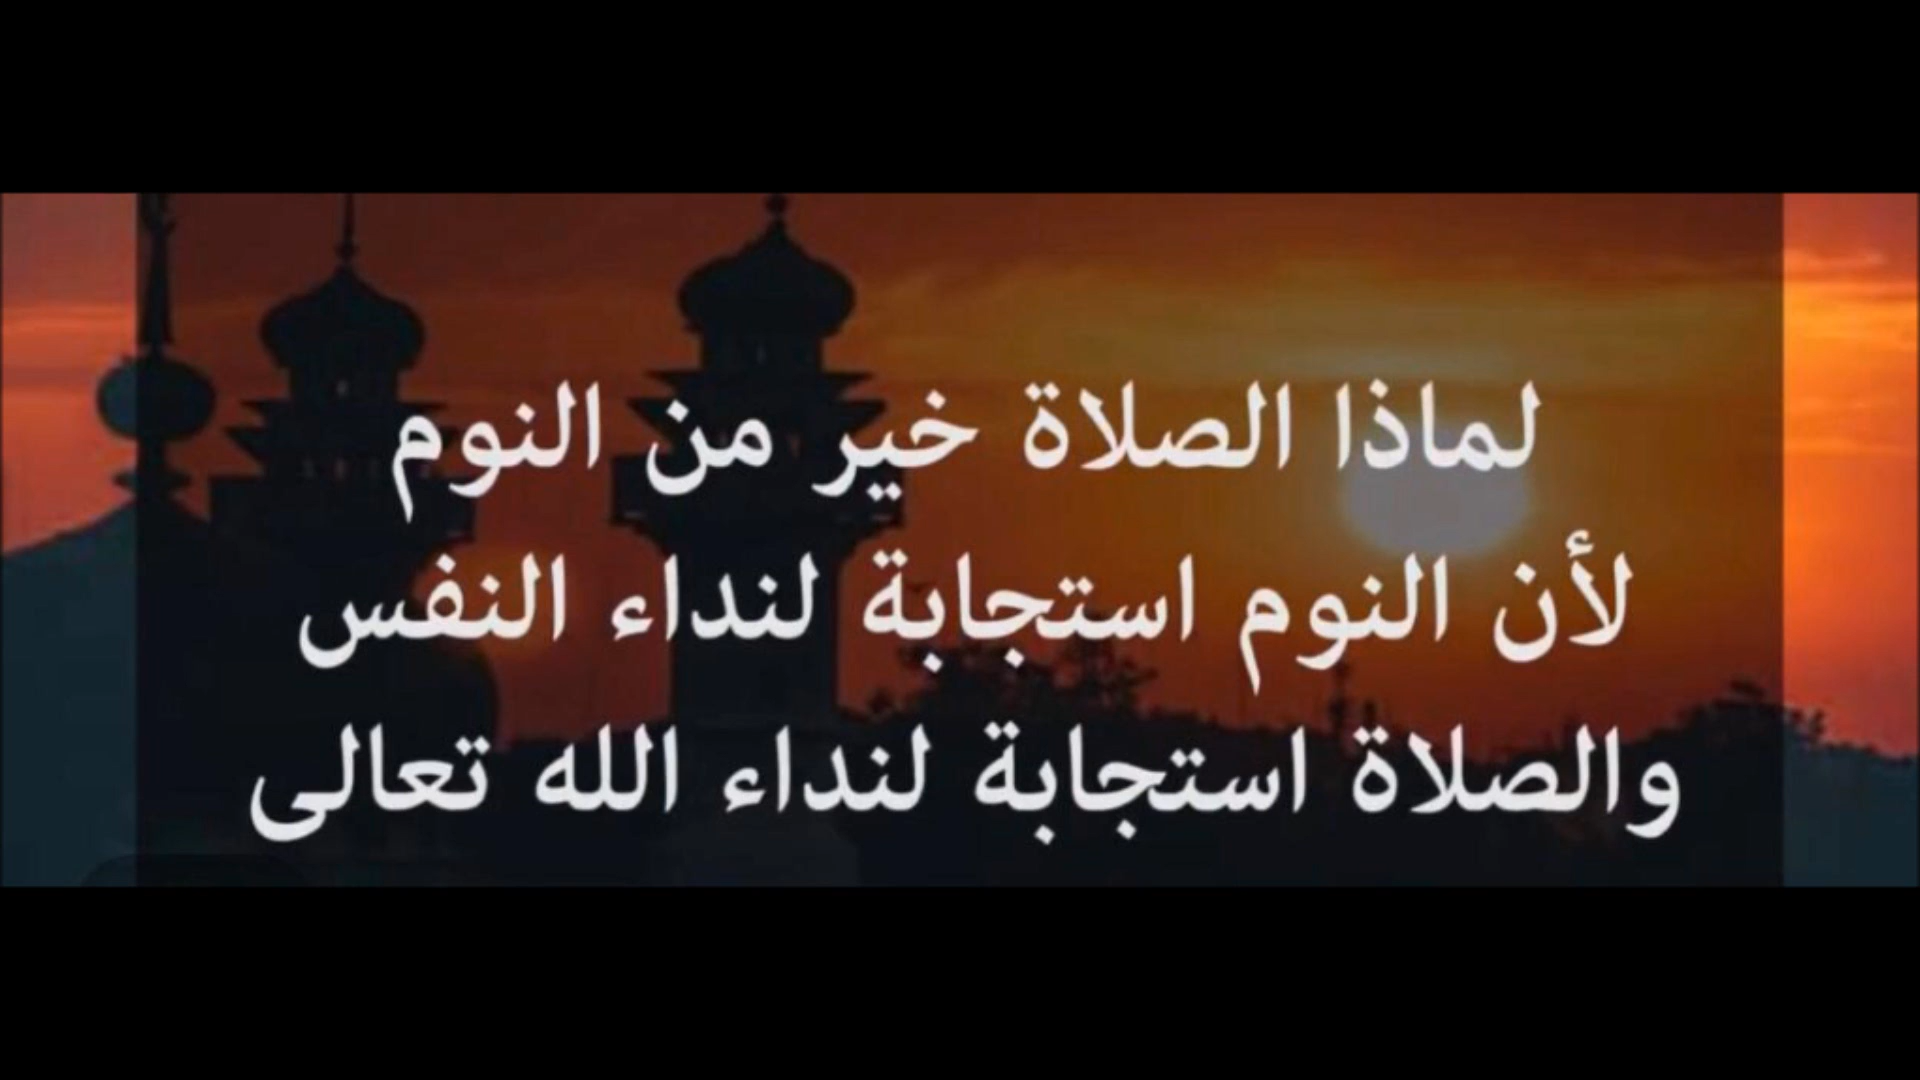 لماذا الصلاة خير من النوم
لأن النوم استجابة لنداء النفس
والصلاة استجابة لنداء الله تعالى